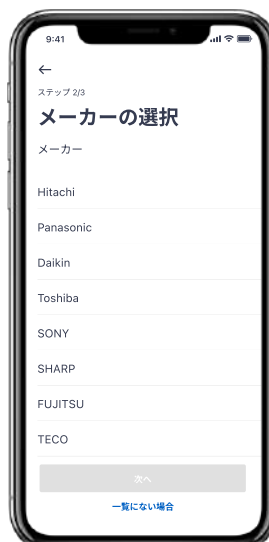 9:41
ステップ 2/3
メーカーの選択
メーカー
Hitachi
Panasonic
Daikin
Toshiba
SONY
SHARP
FUJITSU
TECO
次へ
一覧にない場合